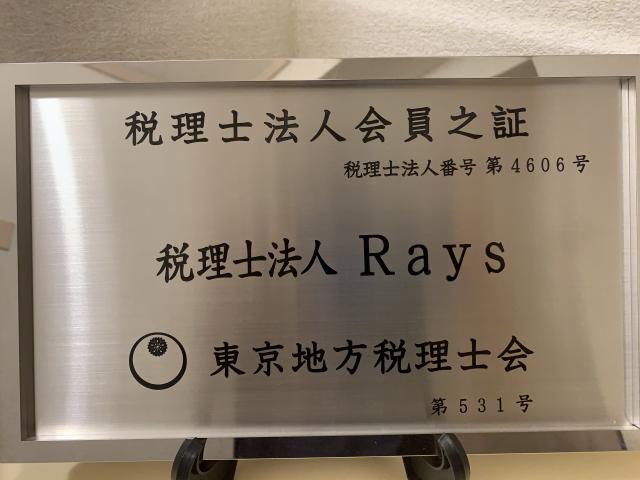 税理士法人会員之証
税理士法人番号 第4606号
税理士法人 Rays
東京地方税理士会
第531号